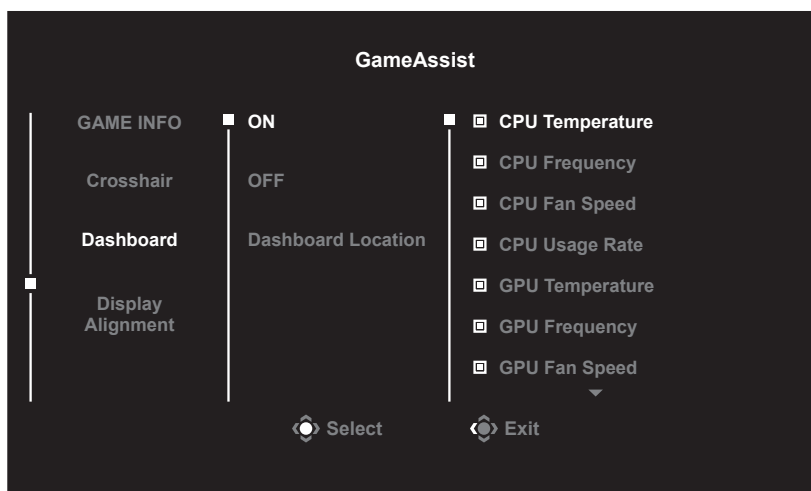 GameAssist
GAME INFO
Crosshair
Dashboard
Display
Alignment
ON
OFF
Dashboard Location
CPU Temperature
CPU Frequency
CPU Fan Speed
CPU Usage Rate
GPU Temperature
GPU Frequency
GPU Fan Speed
Select
Exit